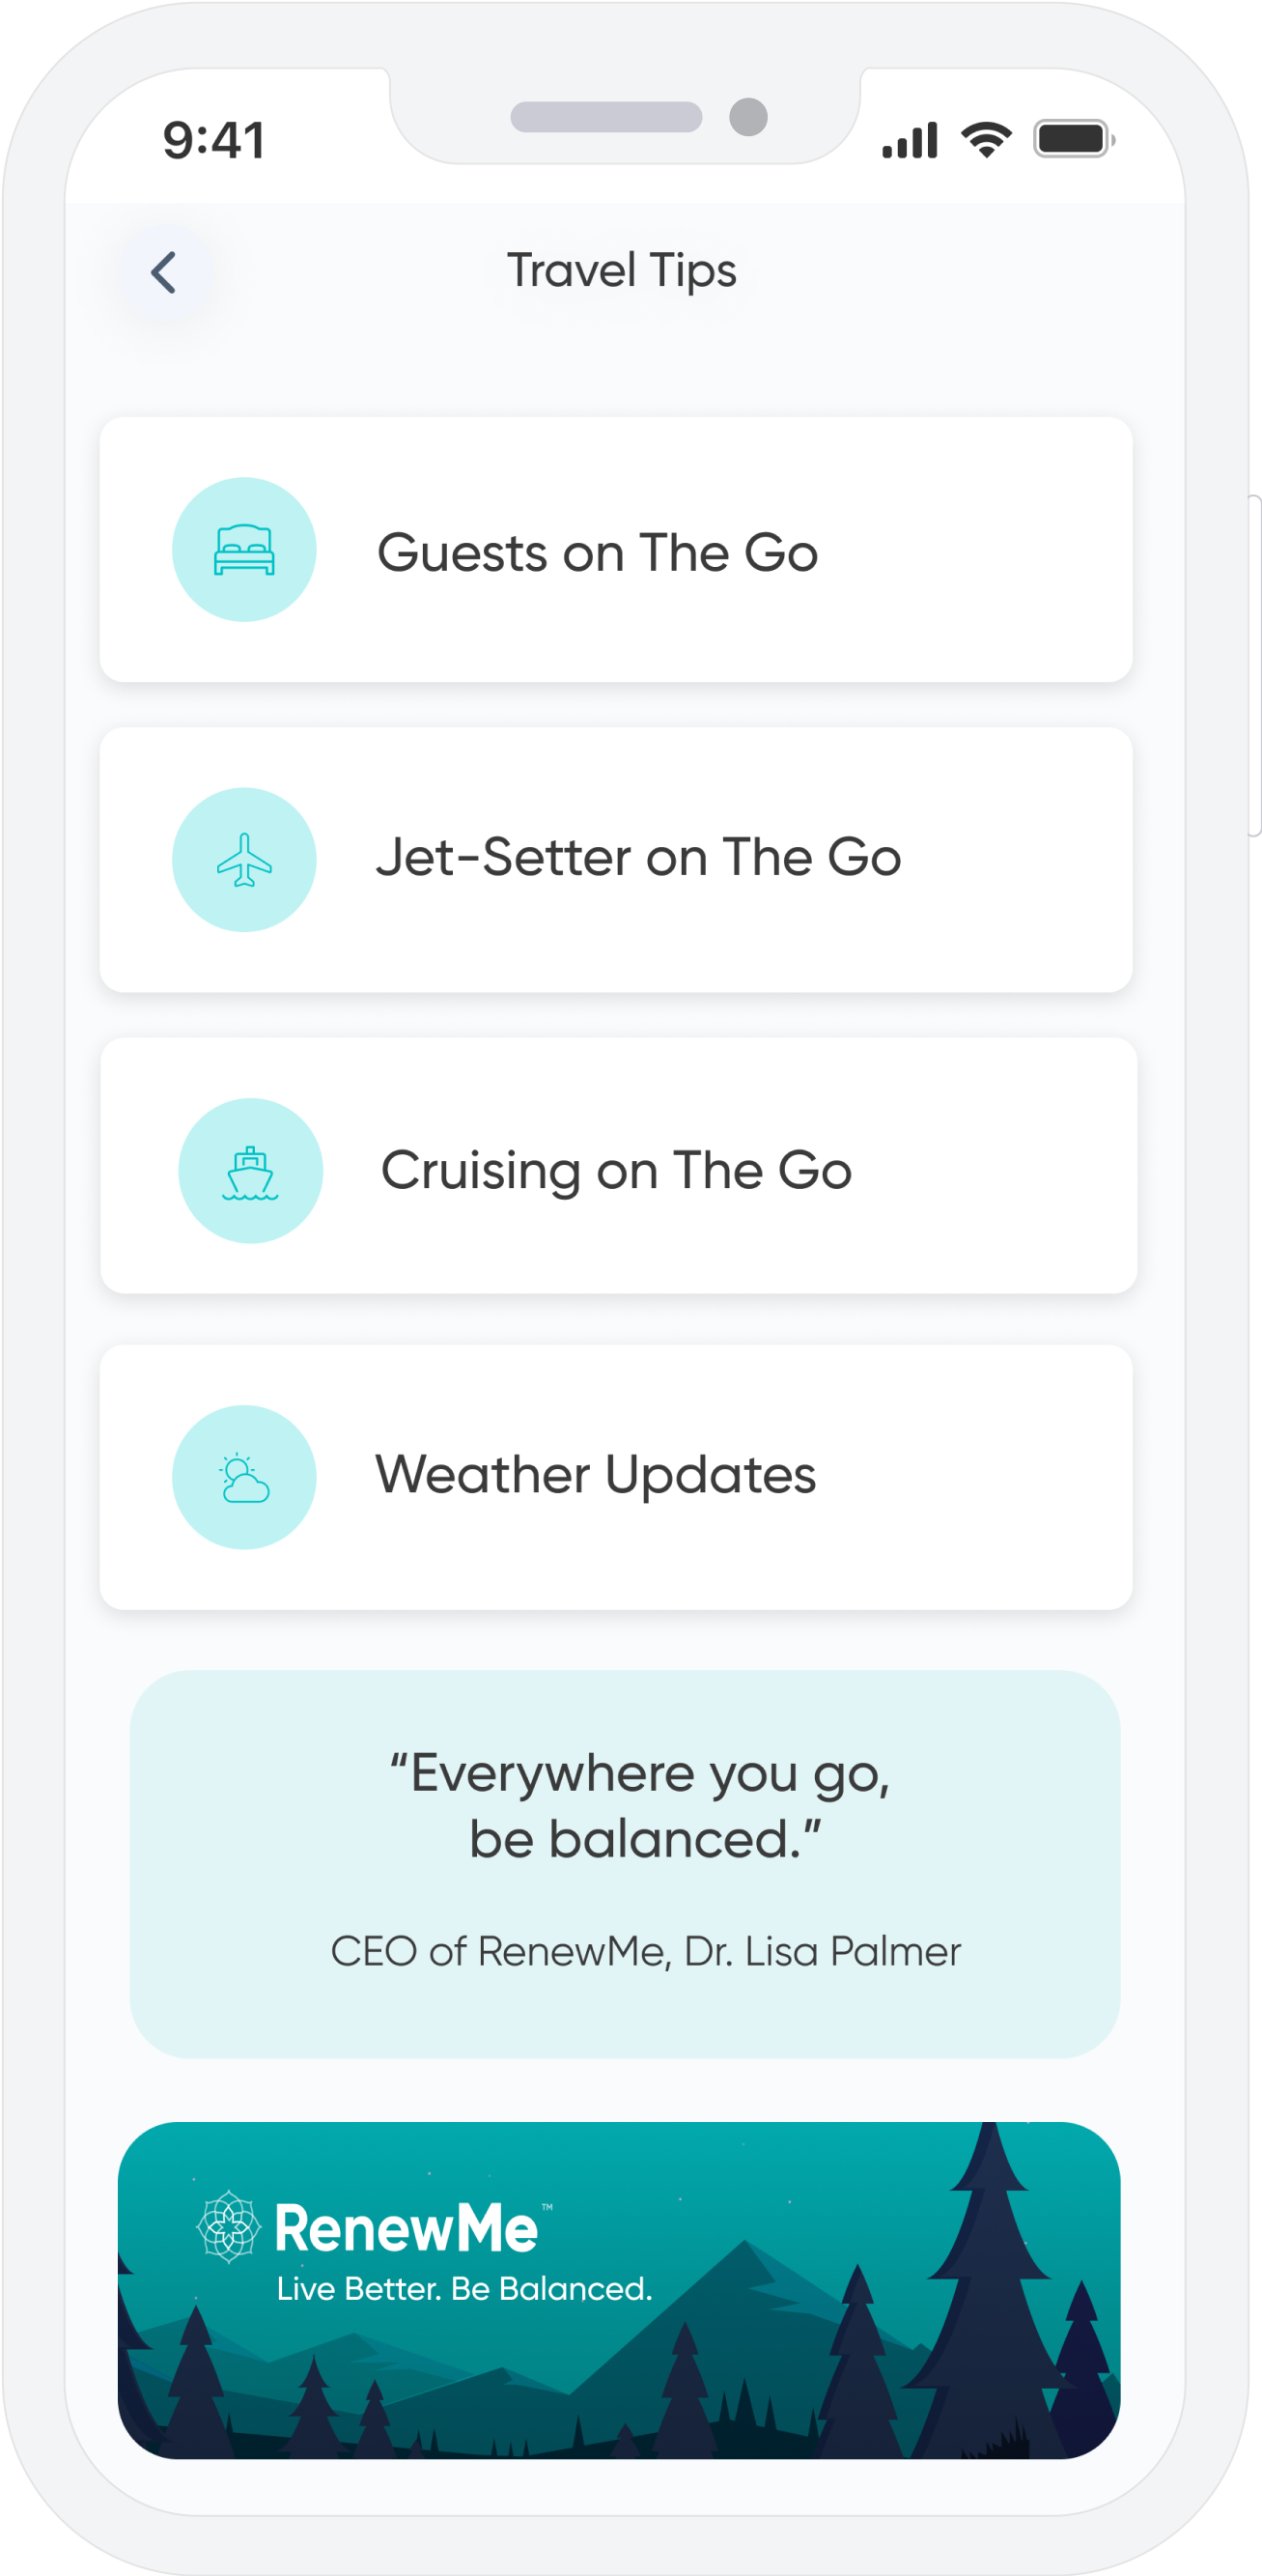 9:41
Travel Tips
Guests on The Go
Jet-Setter on The Go
Cruising on The Go
Weather Updates
“Everywhere you go,
be balanced.”
CEO of RenewMe, Dr. Lisa Palmer
RenewMe™
Live Better. Be Balanced.